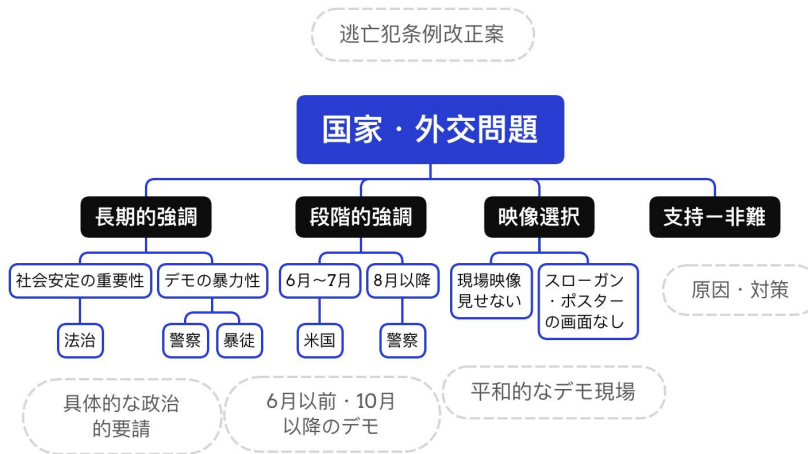 逃亡犯条例改正案
国家・外交問題
長期的強調
段階的強調
映像選択
支持ー非難
社会安定の重要性
デモの暴力性
6月〜7月
8月以降
現場映像
見せない
スローガン
・ポスター
の画面なし
原因・対策
法治
警察
暴徒
米国
警察
具体的な政治
的要請
6月以前・10月
以降のデモ
平和的なデモ現場